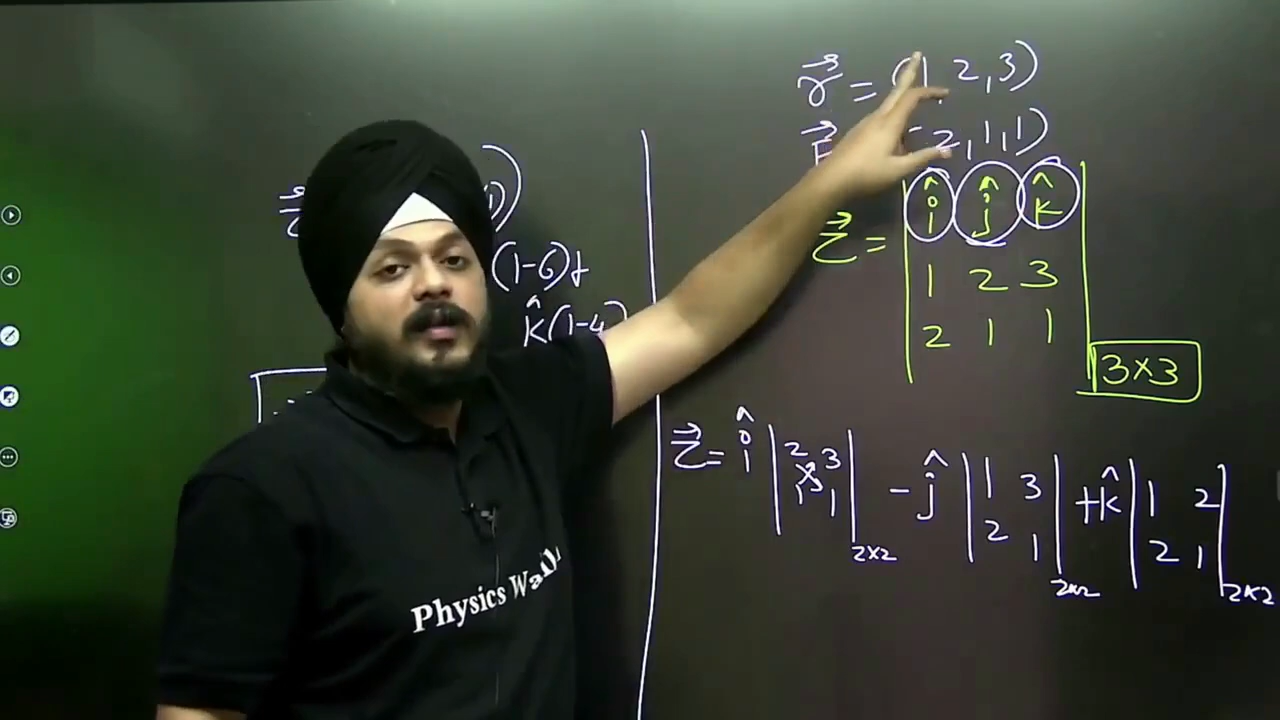 r⃗ = (1, 2, 3)
2, 1, 1)
τ⃗ = | î ĵ k̂ |
| 1 2 3 |
| 2 1 1 |
3×3
(1-6)j
k̂(1-4)
τ⃗ = î |2 3| - ĵ |1 3| + k̂ |1 2|
|1 1| |2 1| |2 1|
2×2 2×2 2×2
Physics Wallah